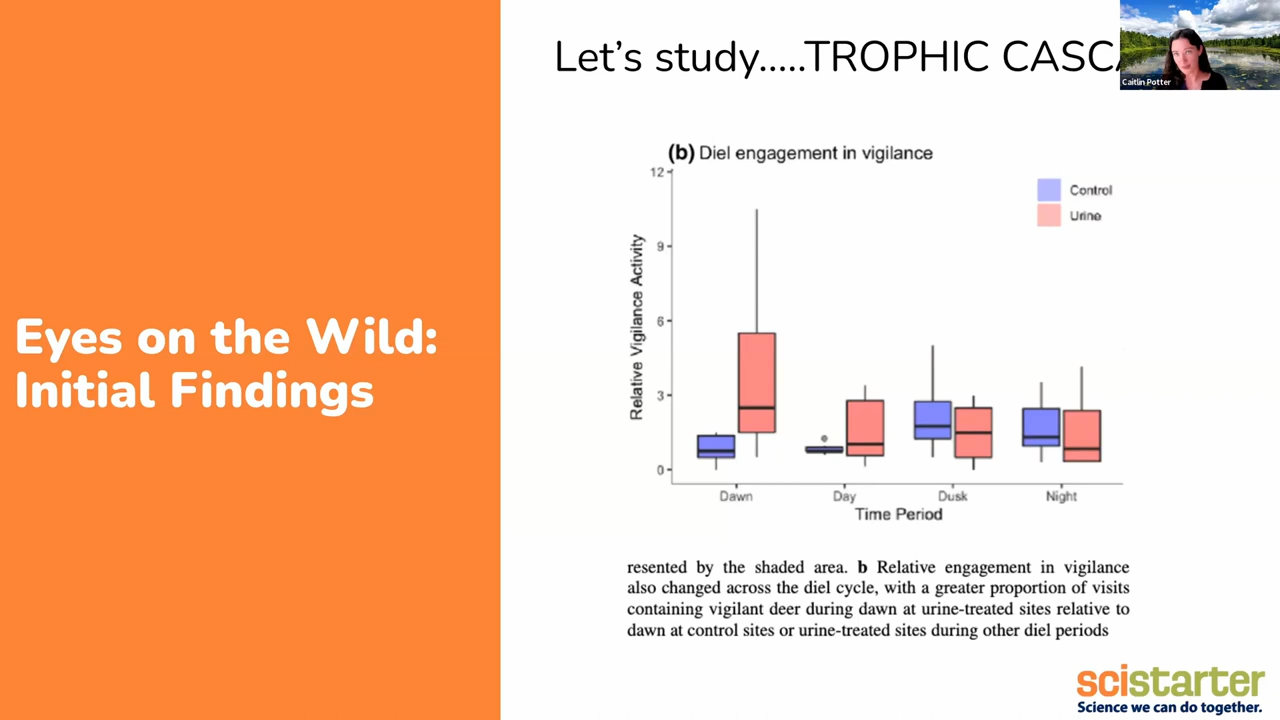 Let's study.....TROPHIC CASCA
Caitlin Potter
(b) Diel engagement in vigilance
12
9
6
3
0
Relative Vigilance Activity
Control
Urine
Dawn
Day
Dusk
Night
Time Period
Eyes on the Wild:
Initial Findings
resented by the shaded area. b Relative engagement in vigilance
also changed across the diel cycle, with a greater proportion of visits
containing vigilant deer during dawn at urine-treated sites relative to
dawn at control sites or urine-treated sites during other diel periods
scistarter
Science we can do together.